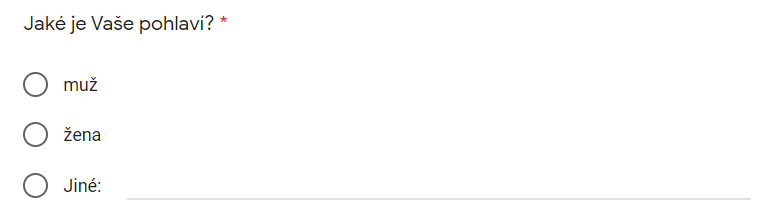 Jaké je Vaše pohlaví? *
muž
žena
Jiné: